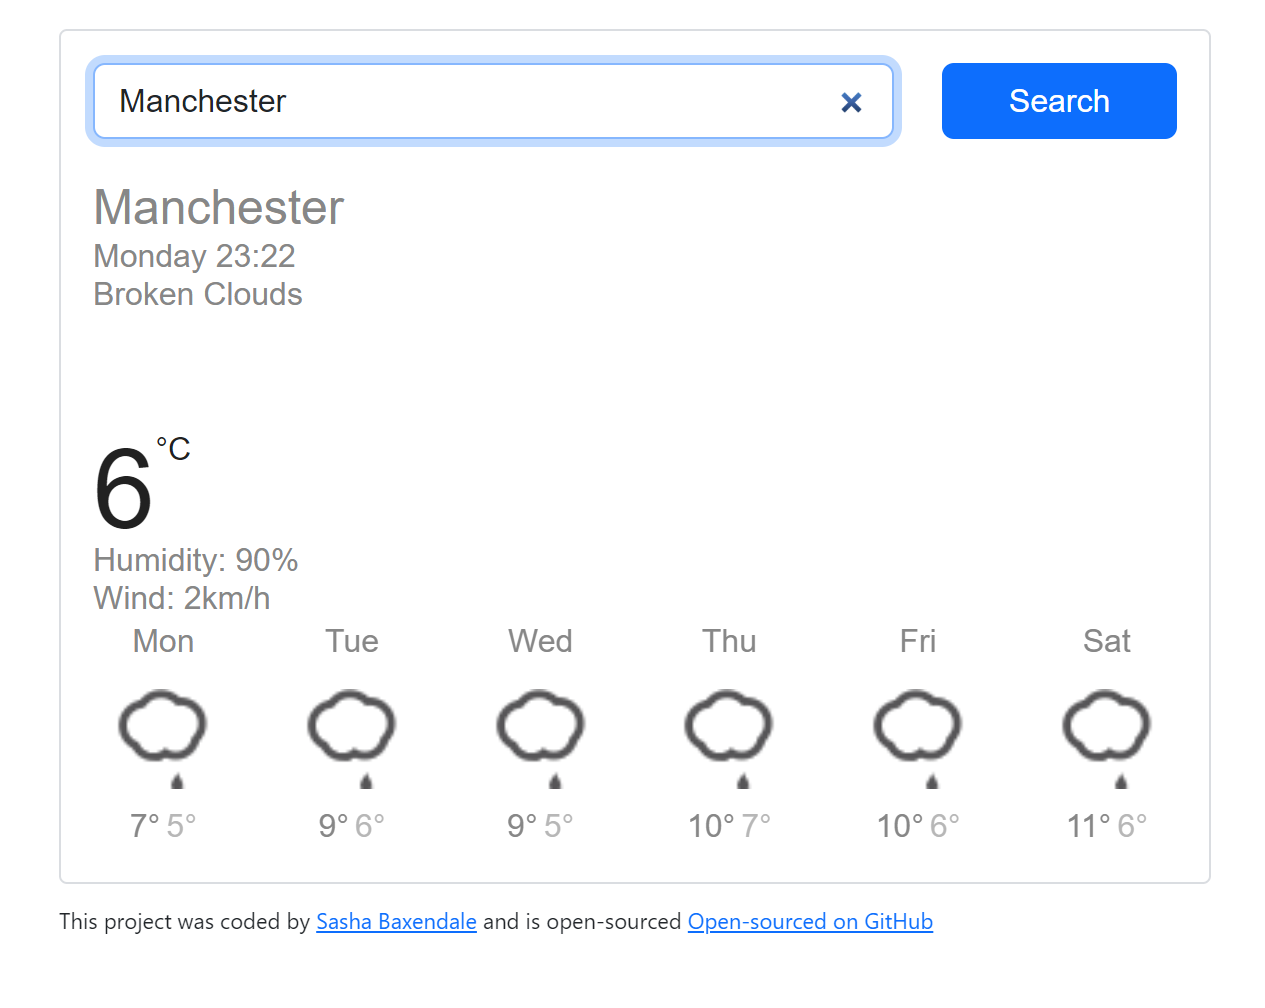 Manchester
Search
Manchester
Monday 23:22
Broken Clouds
6 °C
Humidity: 90%
Wind: 2km/h
Mon Tue Wed Thu Fri Sat
7° 5° 9° 6° 9° 5° 10° 7° 10° 6° 11° 6°
This project was coded by Sasha Baxendale and is open-sourced Open-sourced on GitHub